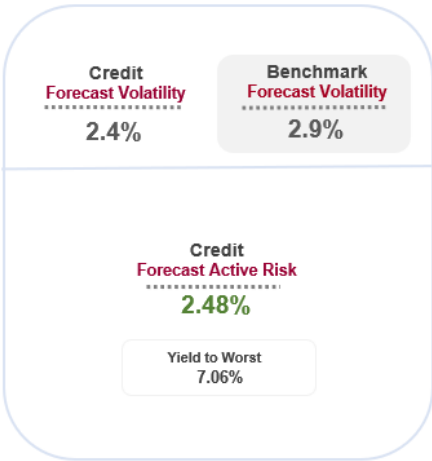 Credit
Forecast Volatility
2.4%
Benchmark
Forecast Volatility
2.9%
Credit
Forecast Active Risk
2.48%
Yield to Worst
7.06%